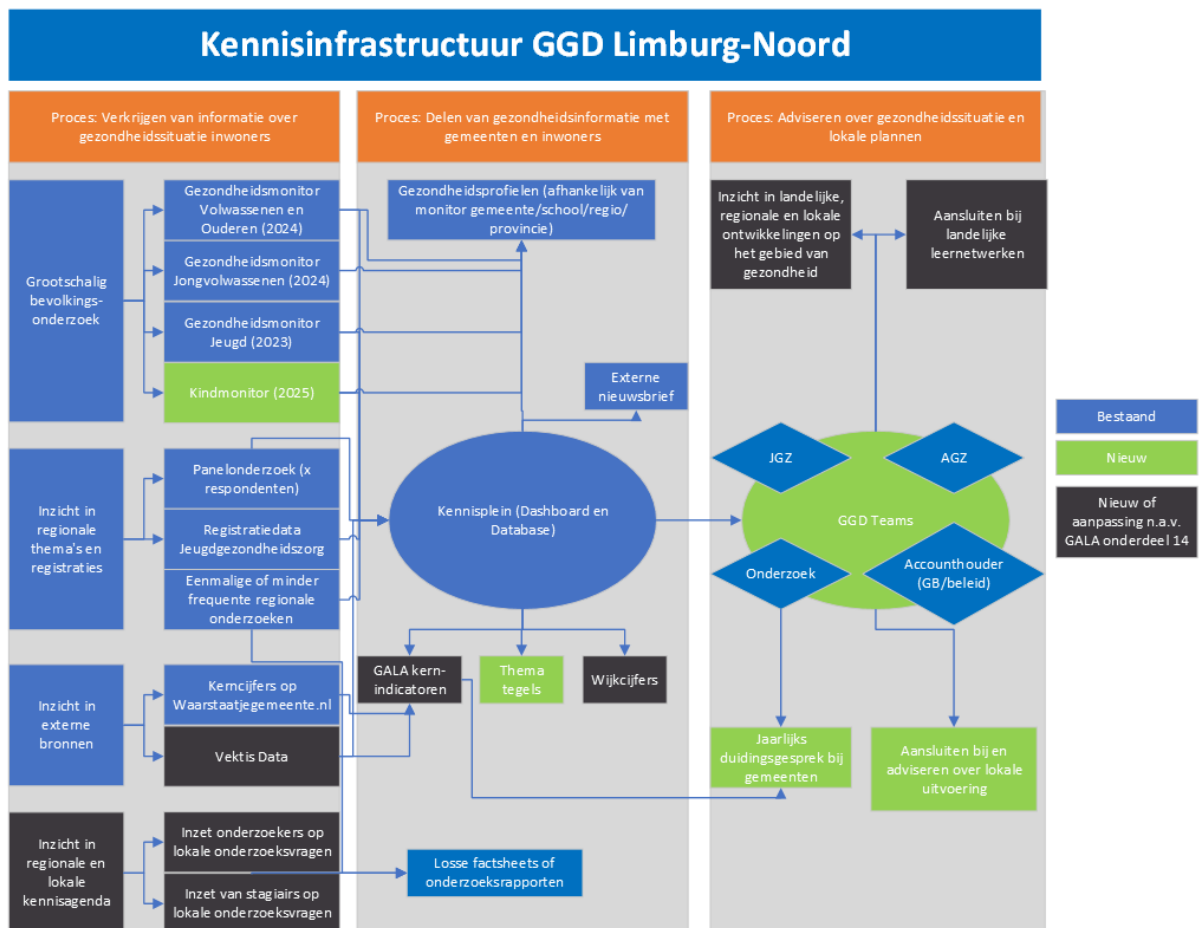 Kennisinfrastructuur GGD Limburg-Noord
Proces: Verkrijgen van informatie over
gezondheidssituatie inwoners
Grootschalig
bevolkings-
onderzoek
Gezondheidsmonitor
Volwassenen en
Ouderen (2024)
Gezondheidsmonitor
Jongvolwassenen (2024)
Gezondheidsmonitor
Jeugd (2023)
Kindmonitor (2025)
Inzicht in
regionale
thema's en
registraties
Panelonderzoek (x
respondenten)
Registratiedata
Jeugdgezondheidszorg
Eenmalige of minder
frequente regionale
onderzoeken
Inzicht in
externe
bronnen
Kerncijfers op
Waarstaatjegemeente.nl
Vektis Data
Inzicht in
regionale en
lokale
kennisagenda
Inzet onderzoekers op
lokale onderzoeksvragen
Inzet van stagiairs op
lokale onderzoeksvragen
Proces: Delen van gezondheidsinformatie met
gemeenten en inwoners
Gezondheidsprofielen (afhankelijk van
monitor gemeente/school/regio/
provincie)
Externe
nieuwsbrief
Kennisplein (Dashboard en
Database)
GALA kern-
indicatoren
Thema
tegels
Wijkcijfers
Losse factsheets of
onderzoeksrapporten
Proces: Adviseren over gezondheidssituatie en
lokale plannen
Inzicht in landelijke,
regionale en lokale
ontwikkelingen op
het gebied van
gezondheid
Aansluiten bij
landelijke
leernetwerken
JGZ
AGZ
GGD Teams
Onderzoek
Accounthouder
(GB/beleid)
Jaarlijks
duidingsgesprek bij
gemeenten
Aansluiten bij en
adviseren over lokale
uitvoering
Bestaand
Nieuw
Nieuw of
aanpassing n.a.v.
GALA onderdeel 14